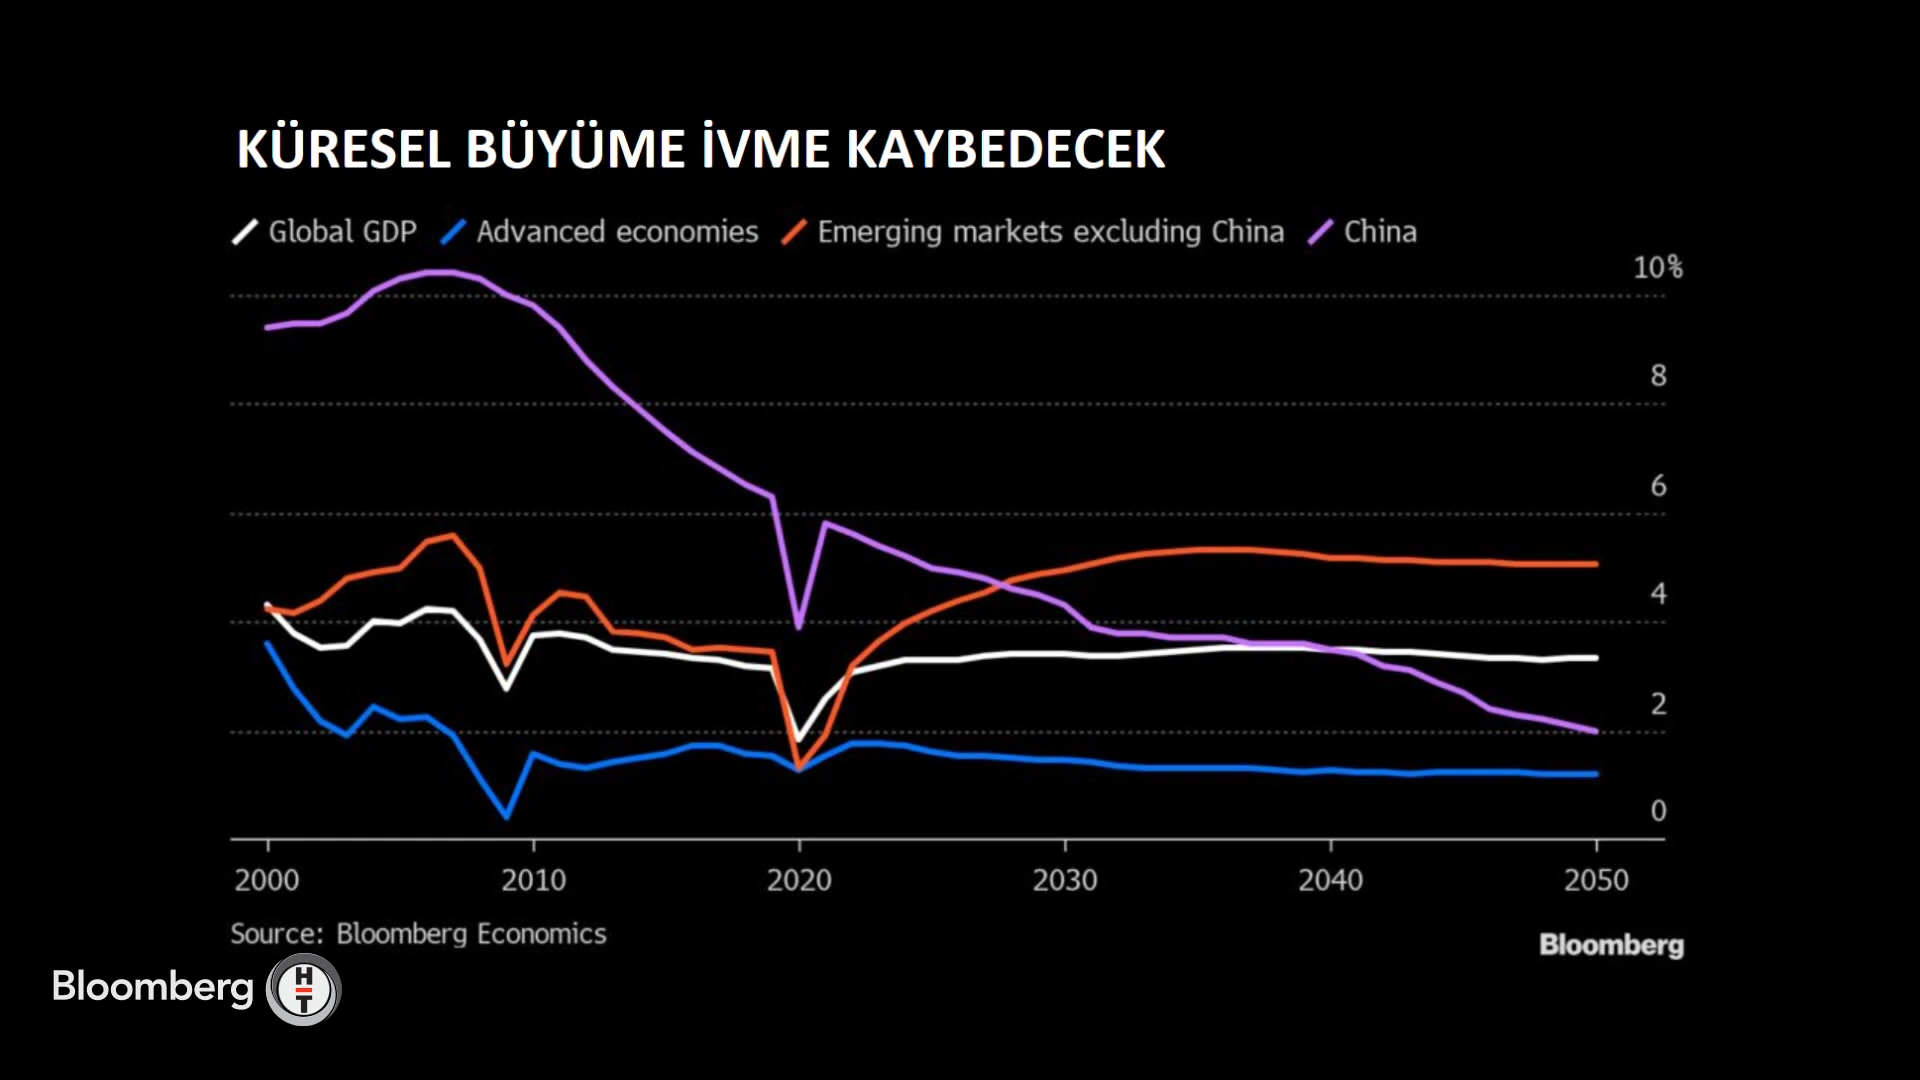 KÜRESEL BÜYÜME İVME KAYBEDECEK
Global GDP Advanced economies Emerging markets excluding China China
10%
8
6
4
2
0
2000 2010 2020 2030 2040 2050
Source: Bloomberg Economics
Bloomberg
Bloomberg HT